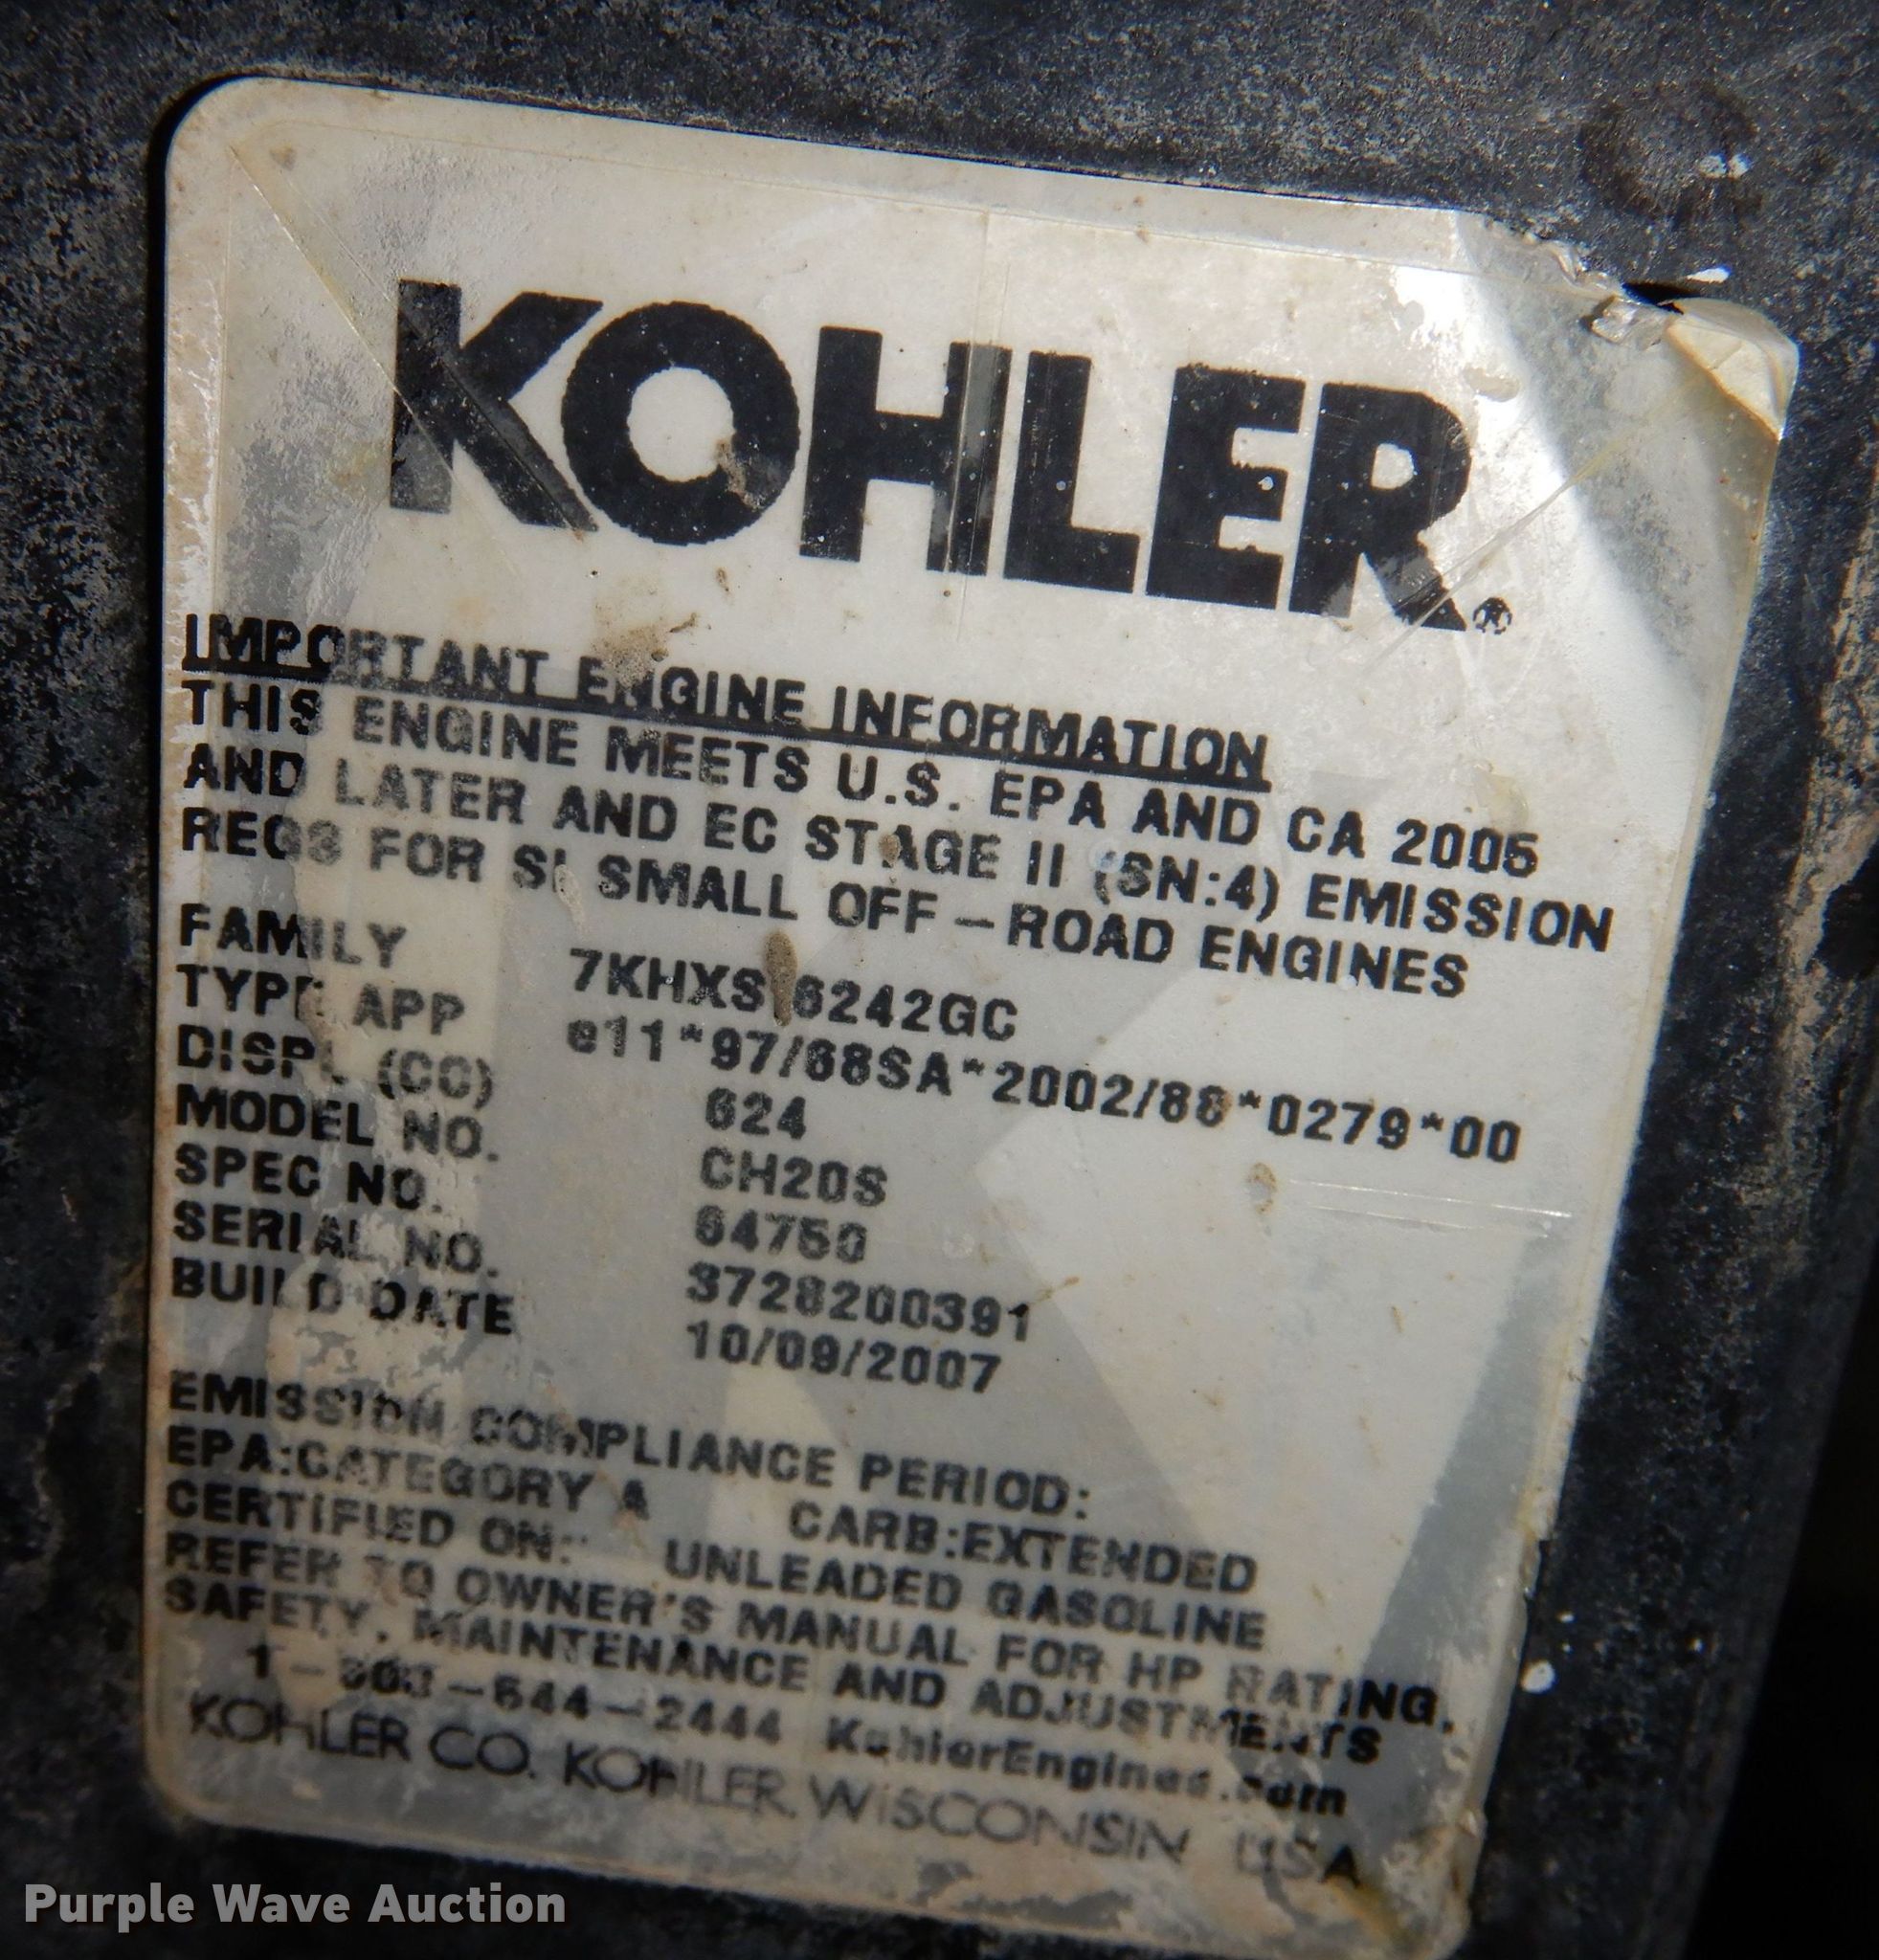 KOHLER®
IMPORTANT ENGINE INFORMATION
THIS ENGINE MEETS U.S. EPA AND CA 2005
AND LATER AND EC STAGE II (SN:4) EMISSION
REGS FOR SI SMALL OFF-ROAD ENGINES
FAMILY 7KHXS.6242GC
TYPE APP e11*97/68SA*2002/88*0279*00
DISPL. (CC) 624
MODEL NO. CH20S
SPEC NO. 64750
SERIAL NO. 3728200391
BUILD DATE 10/09/2007
EMISSION COMPLIANCE PERIOD:
EPA:CATEGORY A CARB:EXTENDED
CERTIFIED ON: UNLEADED GASOLINE
REFER TO OWNER'S MANUAL FOR HP RATING,
SAFETY, MAINTENANCE AND ADJUSTMENTS
1-800-544-2444 KohlerEngines.com
KOHLER CO. KOHLER, WISCONSIN USA
Purple Wave Auction